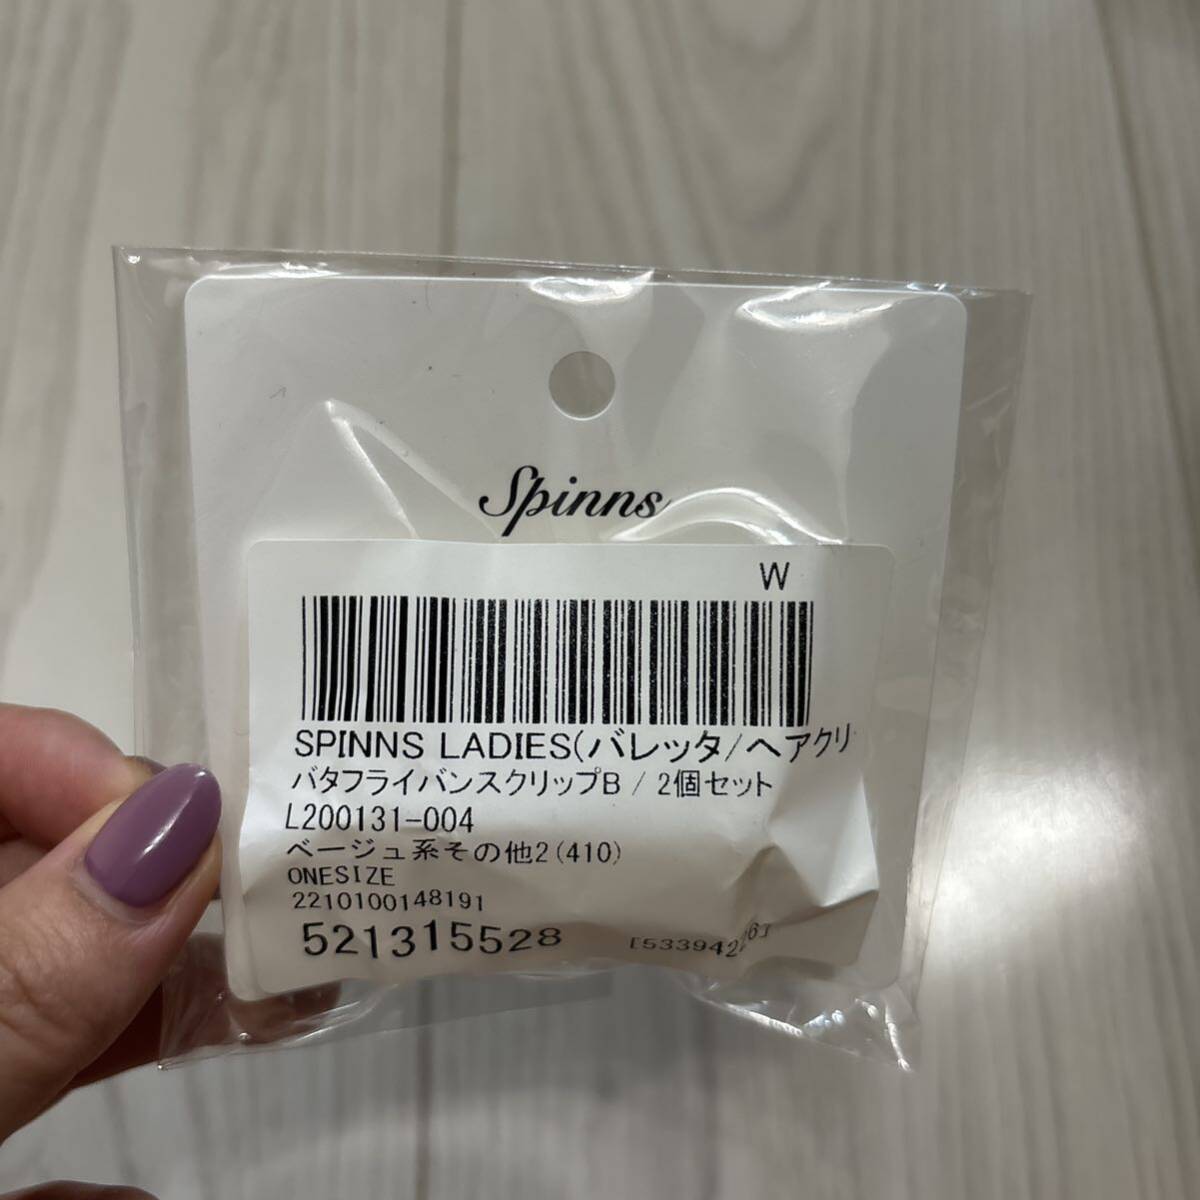 Spinns
W
SPINNS LADIES(バレッタ/ヘアクリ
バタフライバンスクリップB / 2個セット
L200131-004
ベージュ系その他2(410)
ONESIZE
2210100148191
521315528